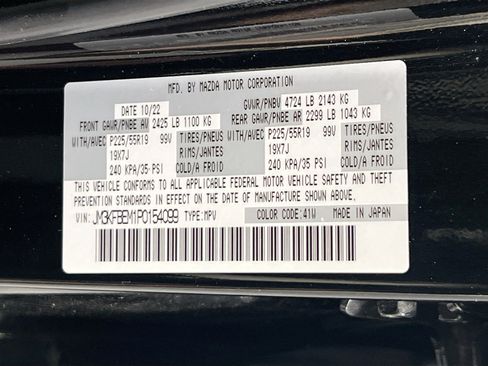 MFD. BY MAZDA MOTOR CORPORATION
DATE 10/22 GVWR/PNBV 4724 LB 2143 KG
FRONT GAWR/PNBE AV 2425 LB 1100 KG REAR GAWR/PNBE AR 2299 LB 1043 KG
WITH/AVEC P225/55R19 99V TIRES/PNEUS WITH/AVEC P225/55R19 99V TIRES/PNEUS
19X7J RIMS/JANTES 19X7J RIMS/JANTES
240 KPA/35 PSI COLD/A FROID 240 KPA/35 PSI COLD/A FROID
THIS VEHICLE CONFORMS TO ALL APPLICABLE FEDERAL MOTOR VEHICLE SAFETY AND THEFT
PREVENTION STANDARDS IN EFFECT ON THE DATE OF MANUFACTURE SHOWN ABOVE.
VIN: JM3KFBEM1P0154099 TYPE: MPV COLOR CODE: 41W MADE IN JAPAN